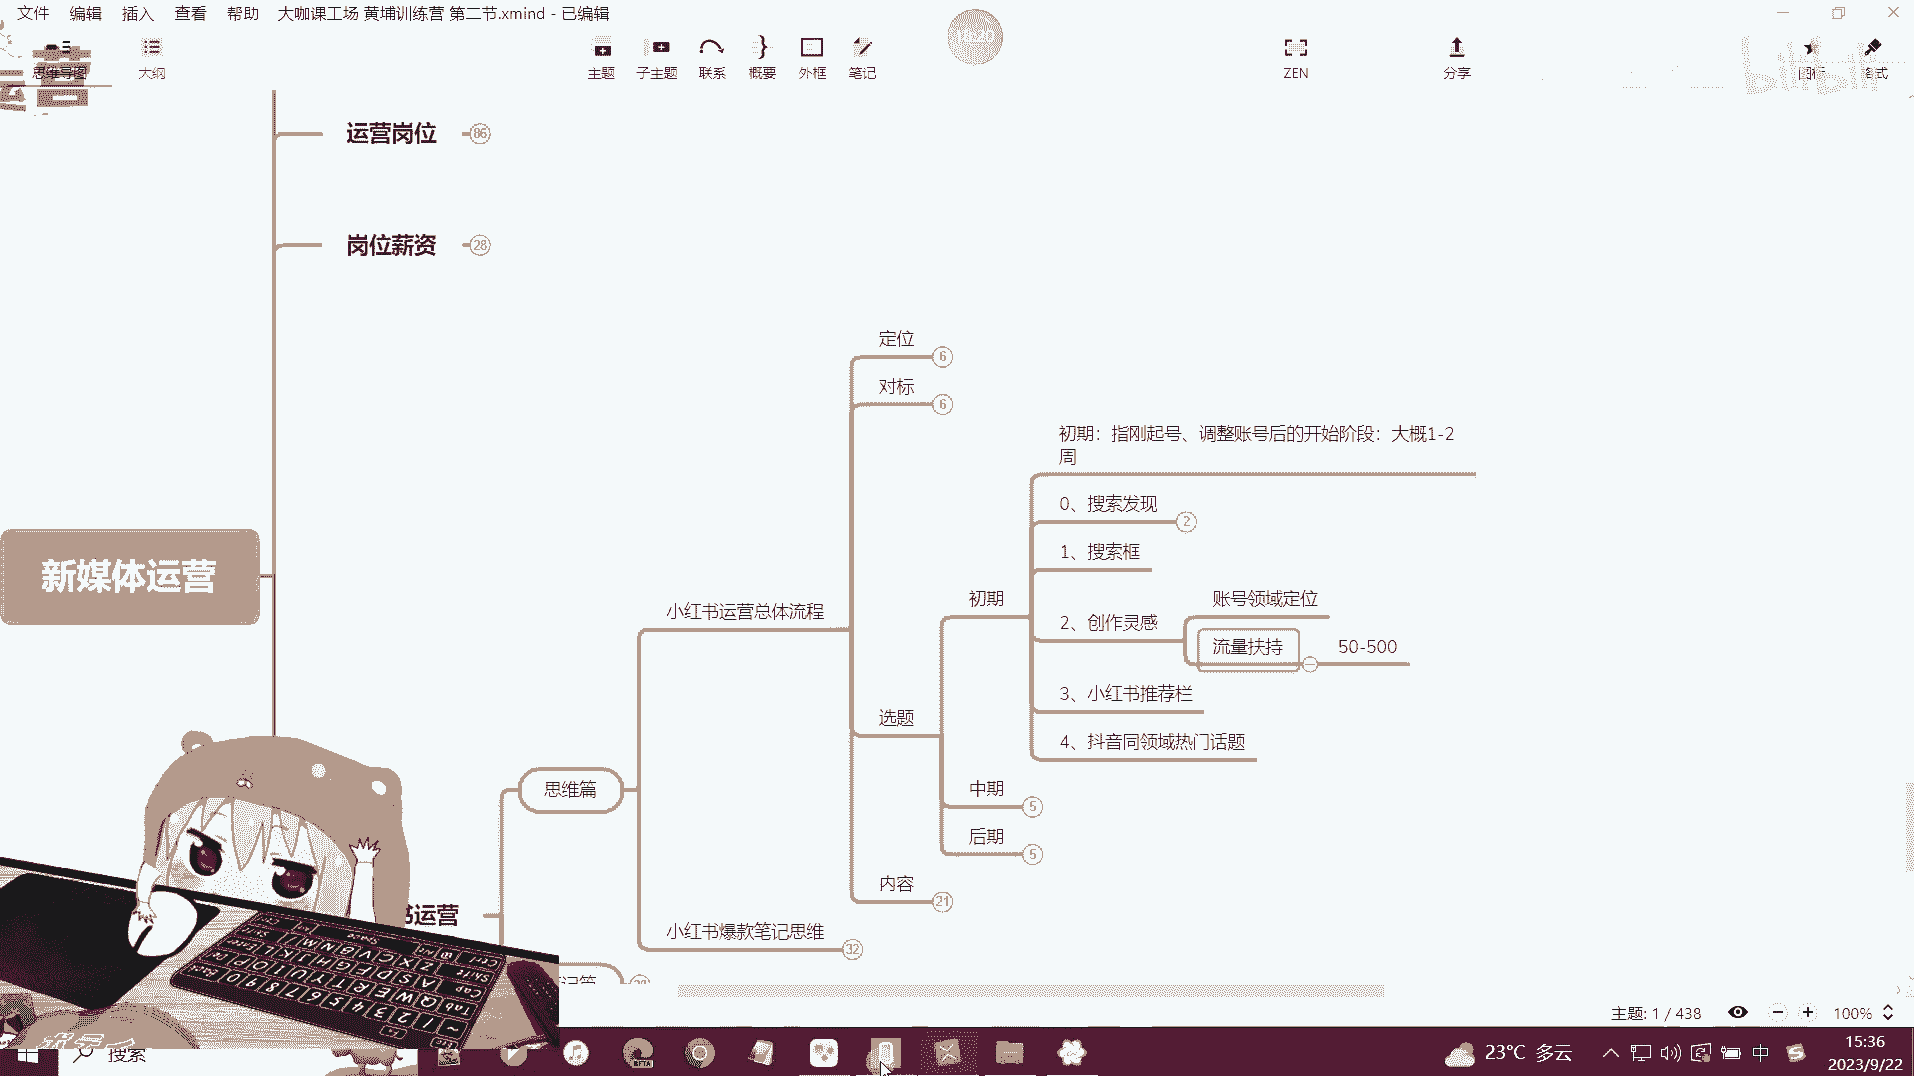 文件 编辑 插入 查看 帮助 大咖课工场 黄埔训练营 第二节.xmind - 已编辑
运营
思维导图
大纲
主题
子主题
联系
概要
外框
笔记
ZEN
分享
图标
格式
bilibili
运营岗位 86
岗位薪资 28
定位 6
对标 6
初期：指刚起号、调整账号后的开始阶段：大概1-2
周
0、搜索发现 2
1、搜索框
新媒体运营
小红书运营总体流程
初期
2、创作灵感
账号领域定位
流量扶持 50-500
3、小红书推荐栏
选题
4、抖音同领域热门话题
思维篇
中期 5
后期 5
内容 21
书运营
小红书爆款笔记思维 32
主题: 1 / 438
100%
搜索
BETA
23°C 多云
中
15:36
2023/9/22